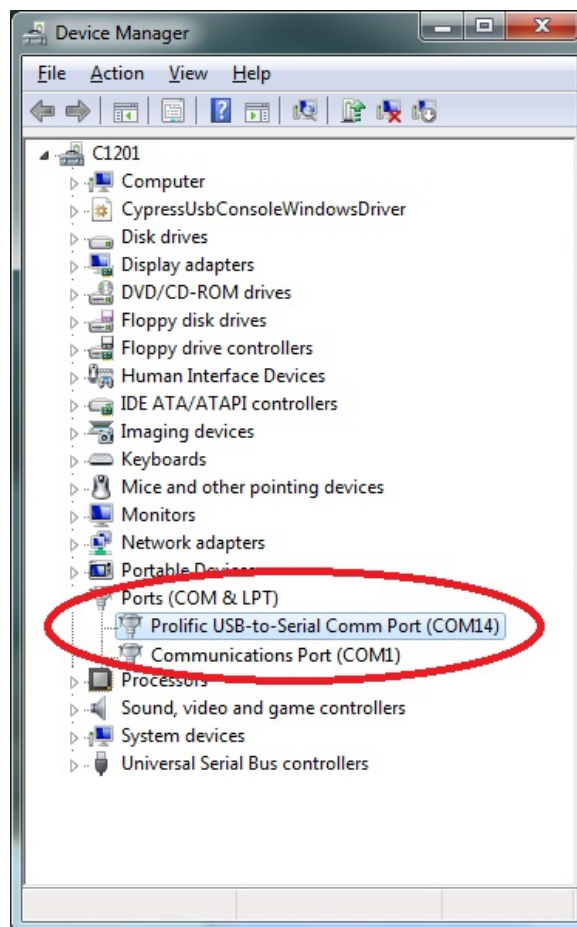 Device Manager
File Action View Help
C1201
Computer
CypressUsbConsoleWindowsDriver
Disk drives
Display adapters
DVD/CD-ROM drives
Floppy disk drives
Floppy drive controllers
Human Interface Devices
IDE ATA/ATAPI controllers
Imaging devices
Keyboards
Mice and other pointing devices
Monitors
Network adapters
Portable Devices
Ports (COM & LPT)
Prolific USB-to-Serial Comm Port (COM14)
Communications Port (COM1)
Processors
Sound, video and game controllers
System devices
Universal Serial Bus controllers